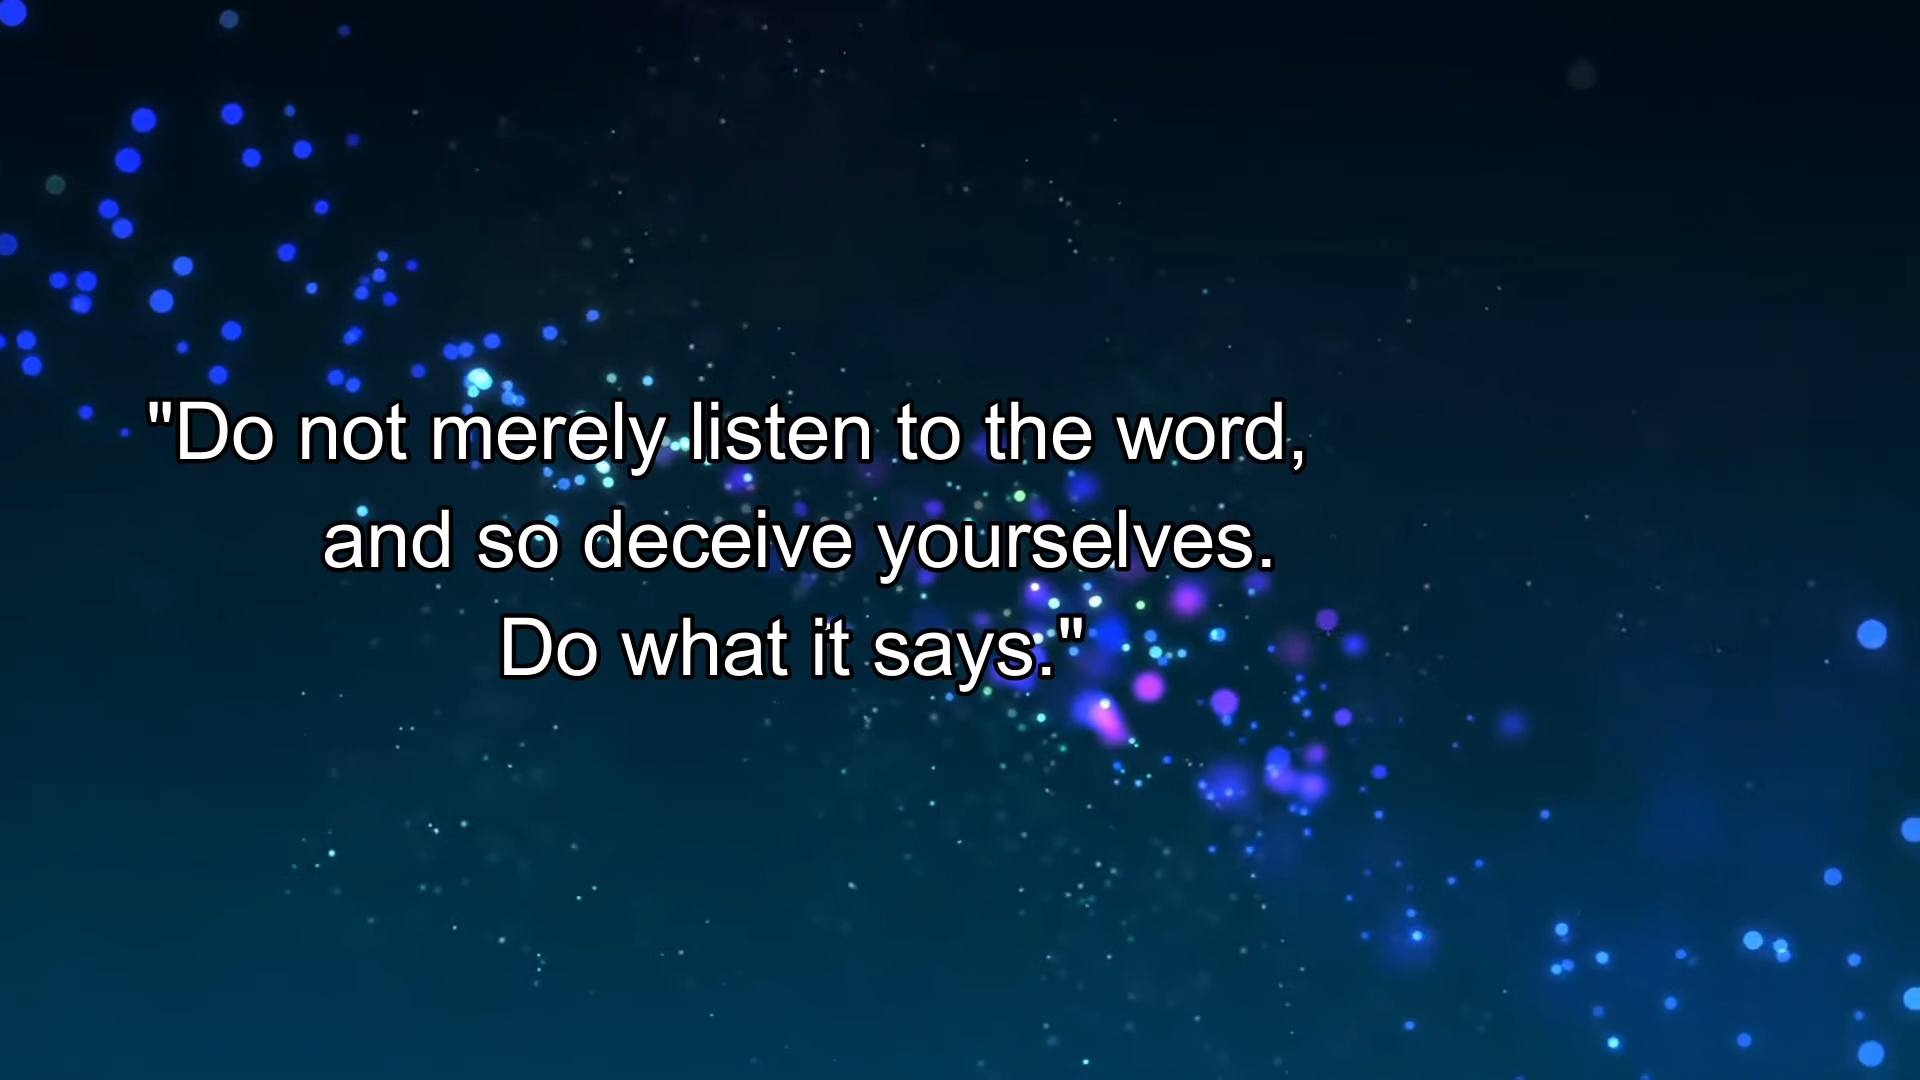 "Do not merely listen to the word,
and so deceive yourselves.
Do what it says."